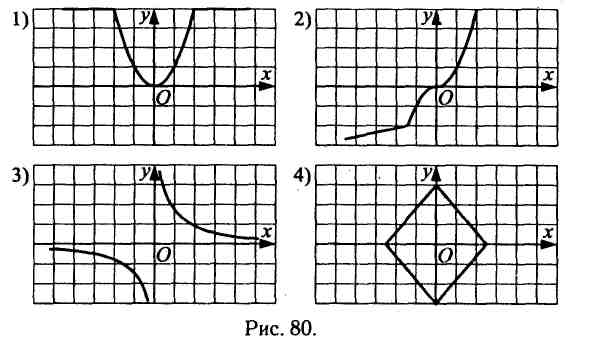 1) y x O
2) y x O
3) y x O
4) y x O
Рис. 80.